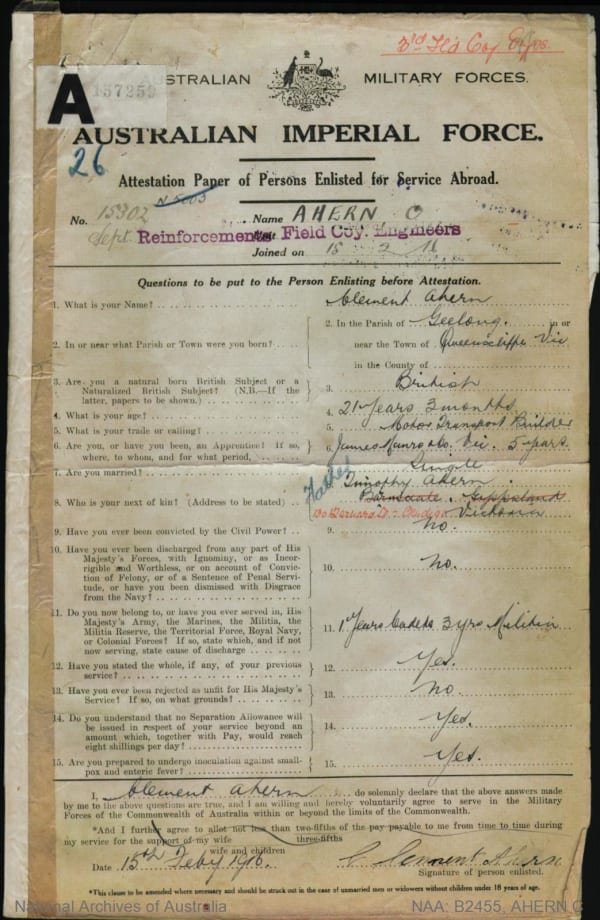 3rd Fld Coy Engrs.
A 157259
AUSTRALIAN MILITARY FORCES.
AUSTRALIAN IMPERIAL FORCE.
26
Attestation Paper of Persons Enlisted for Service Abroad.
No. 15302 Name AHERN C
Sept. Reinforcements Field Coy. Engineers
Joined on 15 2 16
Questions to be put to the Person Enlisting before Attestation.
1. What is your Name? Clement Ahern
2. In or near what Parish or Town were you born? 2. In the Parish of Geelong. in or
near the Town of Queenscliffe Vic
in the County of
3. Are you a natural born British Subject or a Naturalized British Subject? (N.B.—If the latter, papers to be shown.) 3. British
4. What is your age? 4. 21 Years 3 months
5. What is your trade or calling? 5. Motor Transport Builder
6. Are you, or have you been, an Apprentice? If so, where, to whom, and for what period, 6. James Munro &Co. Vic. 5 years
7. Are you married? Single
Father
8. Who is your next of kin? (Address to be stated) Timothy Ahern
Bairnsdale. Gippsland
Bernard St Victoria
9. Have you ever been convicted by the Civil Power? 9. No.
10. Have you ever been discharged from any part of His Majesty's Forces, with Ignominy, or as Incorrigible and Worthless, or on account of Conviction of Felony, or of a Sentence of Penal Servitude, or have you been dismissed with Disgrace from the Navy? 10. No.
11. Do you now belong to, or have you ever served in, His Majesty's Army, the Marines, the Militia, the Militia Reserve, the Territorial Force, Royal Navy, or Colonial Forces? If so, state which, and if not now serving, state cause of discharge 11. 1 Years Cadets 3 yrs Militia
12. Have you stated the whole, if any, of your previous service? 12. Yes.
13. Have you ever been rejected as unfit for His Majesty's Service? If so, on what grounds? 13. No
14. Do you understand that no Separation Allowance will be issued in respect of your service beyond an amount which, together with Pay, would reach eight shillings per day? 14. Yes.
15. Are you prepared to undergo inoculation against small-pox and enteric fever? 15. Yes.
I, Clement Ahern do solemnly declare that the above answers made
by me to the above questions are true, and I am willing and hereby voluntarily agree to serve in the Military
Forces of the Commonwealth of Australia within or beyond the limits of the Commonwealth.
*And I further agree to allot not less than two-fifths of the pay payable to me from time to time during
three-fifths
my service for the support of my wife
wife and children
Date 15th Feby 1916. C Clement Ahern
Signature of person enlisted.
*This clause to be amended where necessary and should be struck out in the case of unmarried men or widowers without children under 18 years of age.
National Archives of Australia NAA: B2455, AHERN C